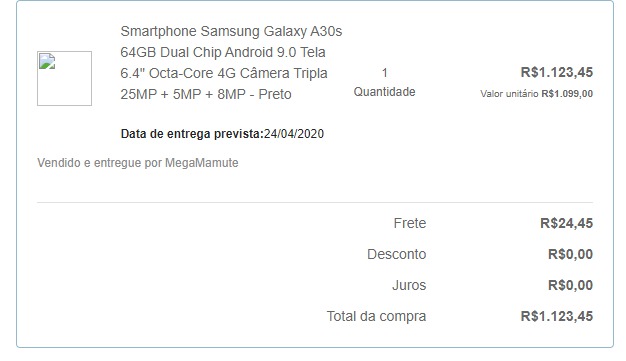 Smartphone Samsung Galaxy A30s
64GB Dual Chip Android 9.0 Tela
6.4" Octa-Core 4G Câmera Tripla
25MP + 5MP + 8MP - Preto
1
Quantidade
R$1.123,45
Valor unitário R$1.099,00
Data de entrega prevista:24/04/2020
Vendido e entregue por MegaMamute
Frete R$24,45
Desconto R$0,00
Juros R$0,00
Total da compra R$1.123,45